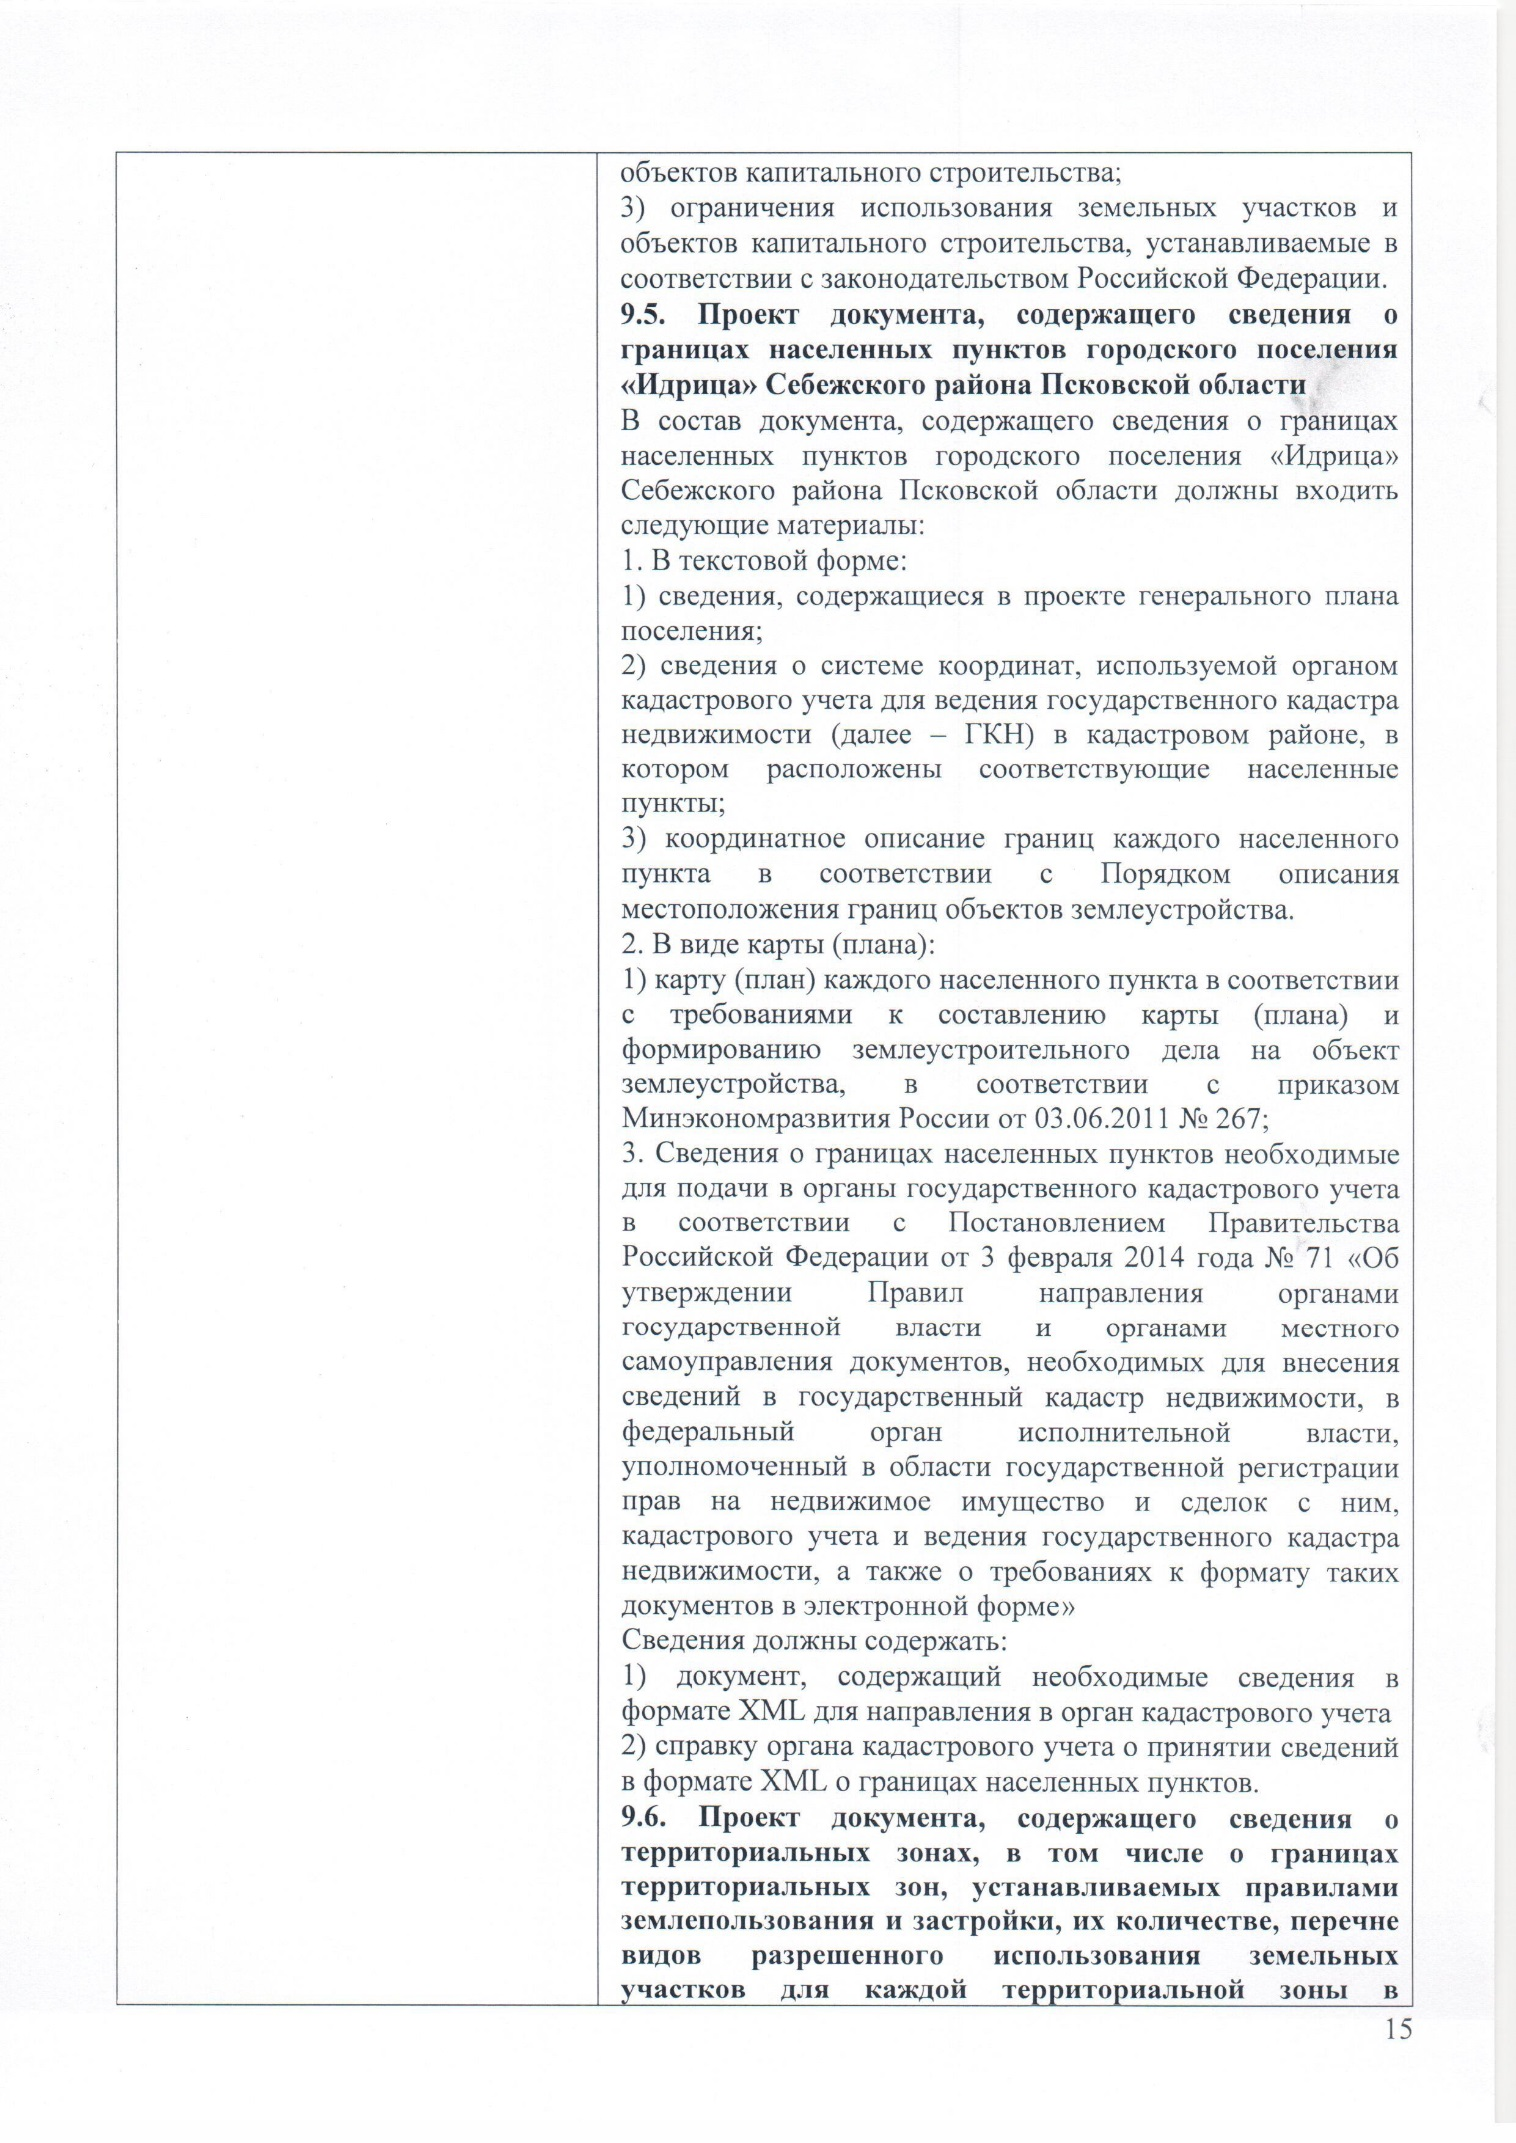 объектов капитального строительства;
3) ограничения использования земельных участков и
объектов капитального строительства, устанавливаемые в
соответствии с законодательством Российской Федерации.
9.5. Проект документа, содержащего сведения о
границах населенных пунктов городского поселения
«Идрица» Себежского района Псковской области
В состав документа, содержащего сведения о границах
населенных пунктов городского поселения «Идрица»
Себежского района Псковской области должны входить
следующие материалы:
1. В текстовой форме:
1) сведения, содержащиеся в проекте генерального плана
поселения;
2) сведения о системе координат, используемой органом
кадастрового учета для ведения государственного кадастра
недвижимости (далее – ГКН) в кадастровом районе, в
котором расположены соответствующие населенные
пункты;
3) координатное описание границ каждого населенного
пункта в соответствии с Порядком описания
местоположения границ объектов землеустройства.
2. В виде карты (плана):
1) карту (план) каждого населенного пункта в соответствии
с требованиями к составлению карты (плана) и
формированию землеустроительного дела на объект
землеустройства, в соответствии с приказом
Минэкономразвития России от 03.06.2011 № 267;
3. Сведения о границах населенных пунктов необходимые
для подачи в органы государственного кадастрового учета
в соответствии с Постановлением Правительства
Российской Федерации от 3 февраля 2014 года № 71 «Об
утверждении Правил направления органами
государственной власти и органами местного
самоуправления документов, необходимых для внесения
сведений в государственный кадастр недвижимости, в
федеральный орган исполнительной власти,
уполномоченный в области государственной регистрации
прав на недвижимое имущество и сделок с ним,
кадастрового учета и ведения государственного кадастра
недвижимости, а также о требованиях к формату таких
документов в электронной форме»
Сведения должны содержать:
1) документ, содержащий необходимые сведения в
формате XML для направления в орган кадастрового учета
2) справку органа кадастрового учета о принятии сведений
в формате XML о границах населенных пунктов.
9.6. Проект документа, содержащего сведения о
территориальных зонах, в том числе о границах
территориальных зон, устанавливаемых правилами
землепользования и застройки, их количестве, перечне
видов разрешенного использования земельных
участков для каждой территориальной зоны в
15